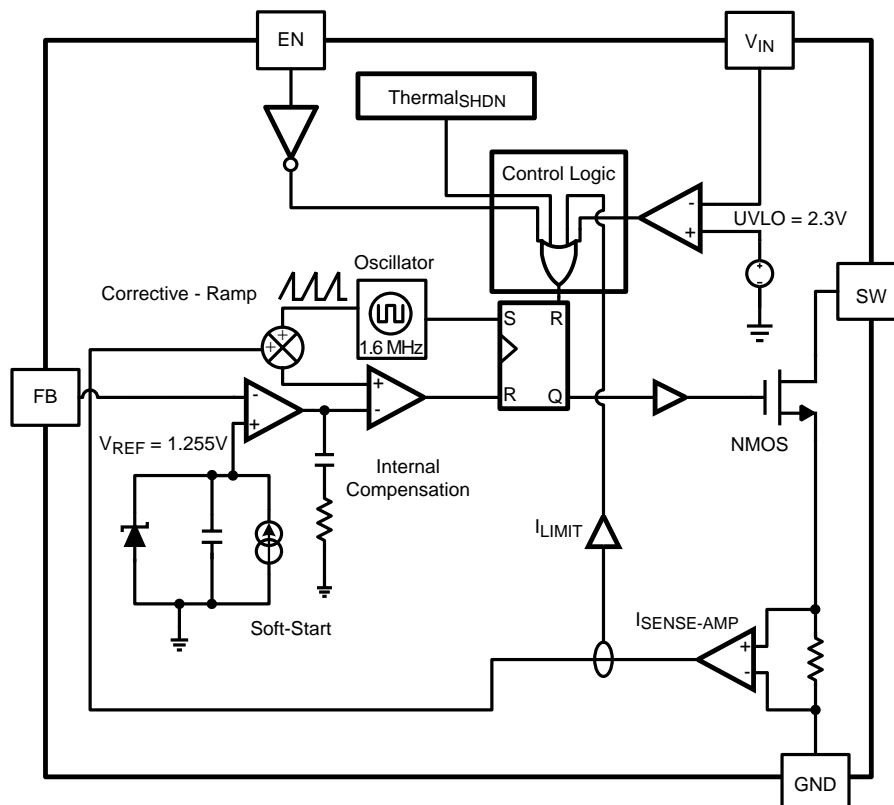 EN
VIN
ThermalSHDN
Control Logic
-
UVLO = 2.3V
+
+
-
Corrective - Ramp
Oscillator
SW
S
R
+
+
1.6 MHz
FB
-
+
+
-
R
Q
VREF = 1.255V
NMOS
Internal
Compensation
ILIMIT
Soft-Start
ISENSE-AMP
+
-
GND